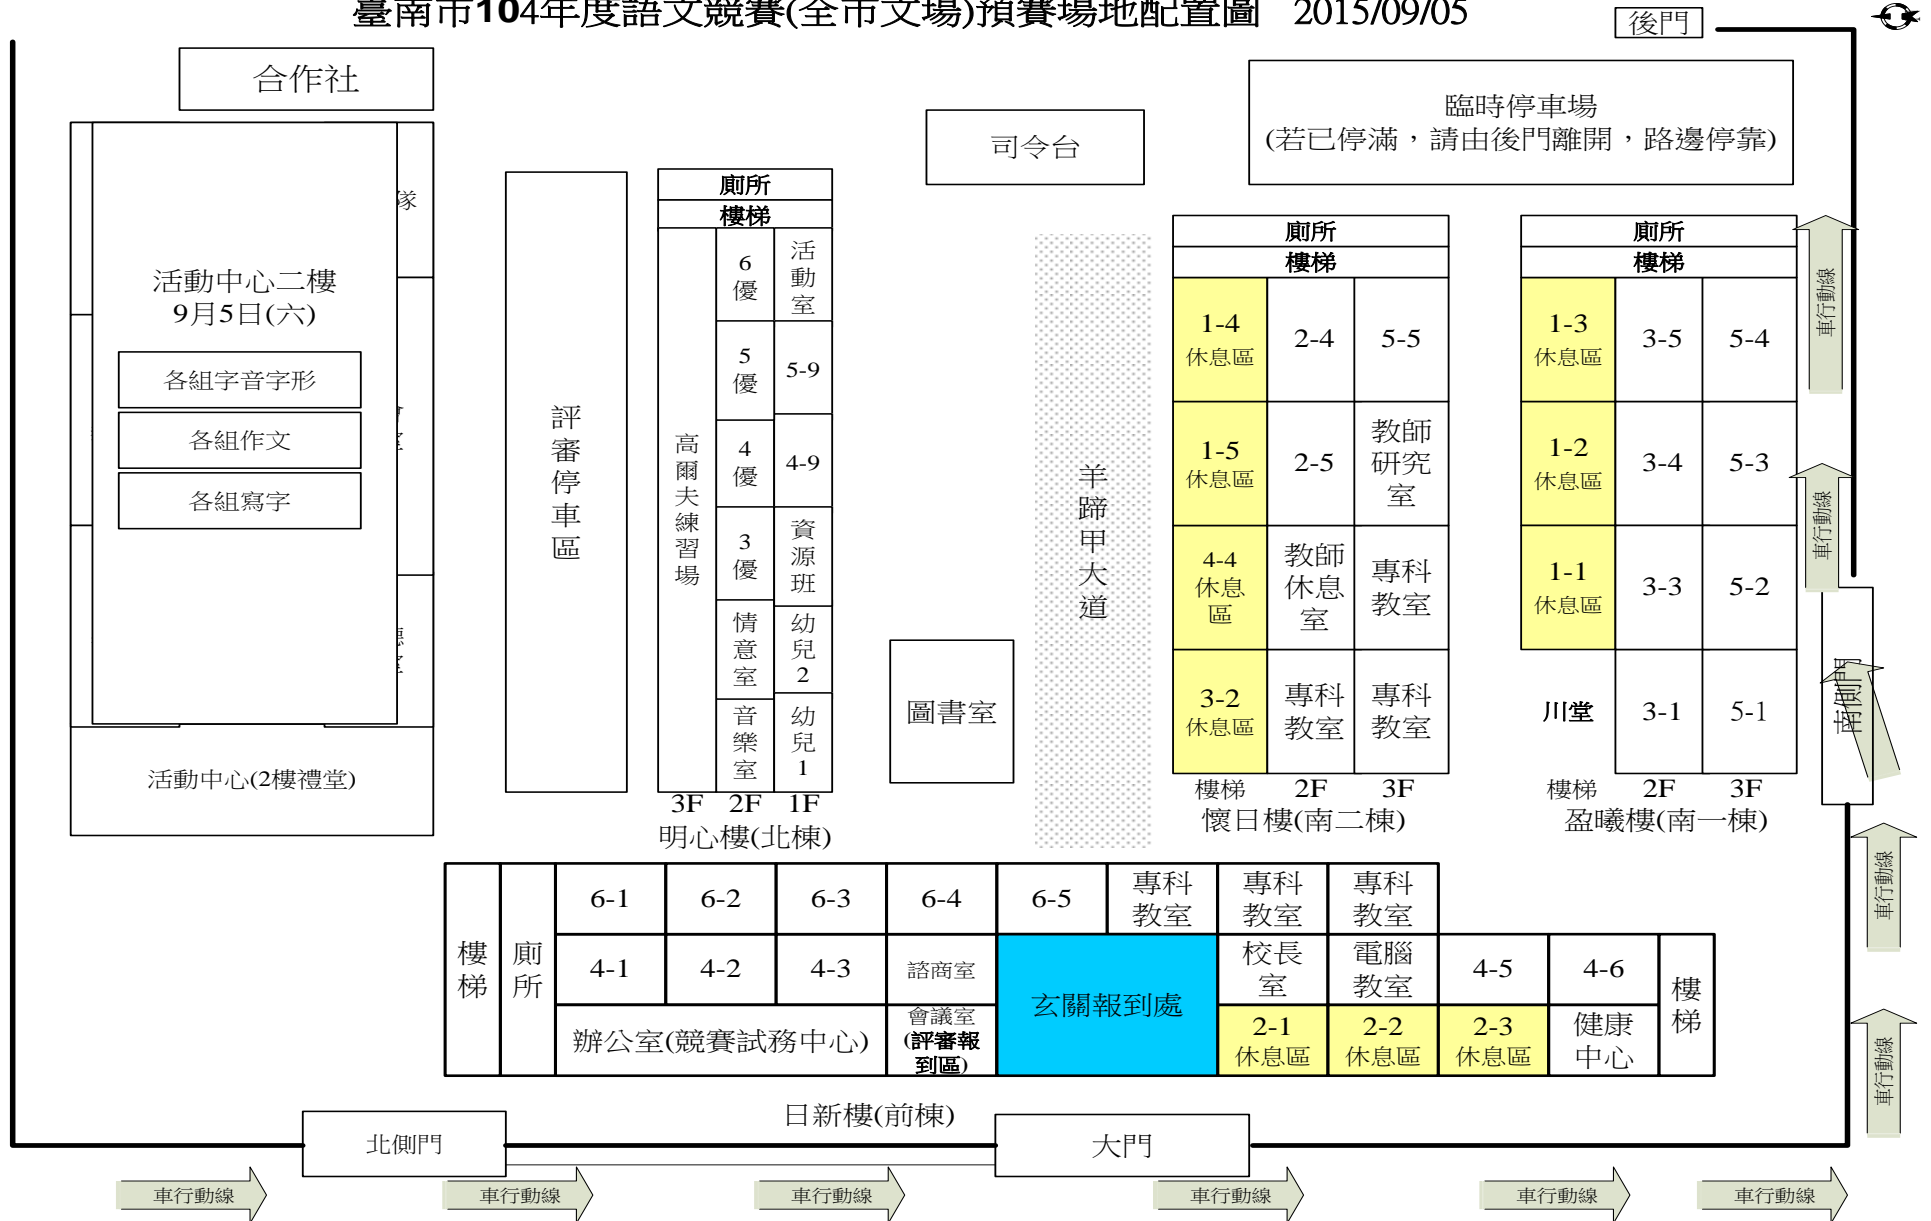 臺南市104年度語文競賽(全市文場)預賽場地配置圖 2015/09/05
後門
合作社
司令台
臨時停車場
(若已停滿，請由後門離開，路邊停靠)
隊
活動中心二樓
9月5日(六)
各組字音字形
各組作文
各組寫字
活動中心(2樓禮堂)
評審停車區
廁所
樓梯
高爾夫練習場
6優
活動室
5優
5-9
4優
4-9
3優
資源班
情意室
幼兒2
音樂室
幼兒1
3F 2F 1F
明心樓(北棟)
圖書室
羊蹄甲大道
廁所
樓梯
1-4
休息區
2-4
5-5
1-5
休息區
2-5
教師
研究
室
4-4
休息
區
教師
休息
室
專科
教室
3-2
休息區
專科
教室
專科
教室
樓梯 2F 3F
懷日樓(南二棟)
廁所
樓梯
1-3
休息區
3-5
5-4
1-2
休息區
3-4
5-3
1-1
休息區
3-3
5-2
川堂
3-1
5-1
樓梯 2F 3F
盈曦樓(南一棟)
車行動線
車行動線
南側門
車行動線
車行動線
樓梯
廁所
6-1
6-2
6-3
6-4
6-5
專科
教室
專科
教室
專科
教室
4-1
4-2
4-3
諮商室
玄關報到處
校長
室
電腦
教室
4-5
4-6
樓梯
辦公室(競賽試務中心)
會議室
(評審報
到區)
2-1
休息區
2-2
休息區
2-3
休息區
健康
中心
日新樓(前棟)
北側門
大門
車行動線
車行動線
車行動線
車行動線
車行動線
車行動線